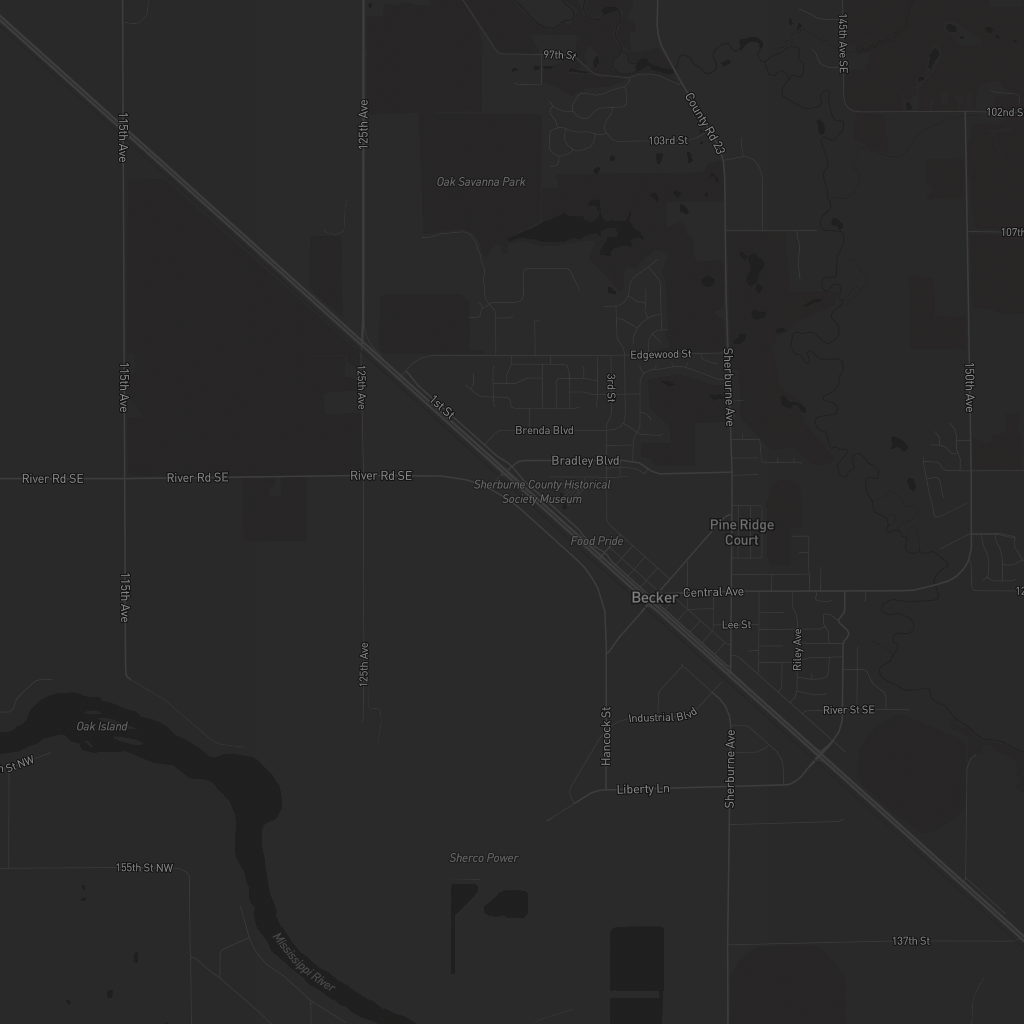 97th St
145th Ave SE
115th Ave
125th Ave
County Rd 23
102nd S
103rd St
Oak Savanna Park
107th
Edgewood St
115th Ave
125th Ave
3rd St
Sherburne Ave
150th Ave
1st St
Brenda Blvd
Bradley Blvd
River Rd SE
River Rd SE
River Rd SE
Sherburne County Historical
Society Museum
Pine Ridge
Court
Food Pride
115th Ave
Becker
Central Ave
12
Lee St
Riley Ave
125th Ave
Oak Island
Hancock St
Industrial Blvd
River St SE
St NW
Sherburne Ave
Liberty Ln
Sherco Power
155th St NW
Mississippi River
137th St